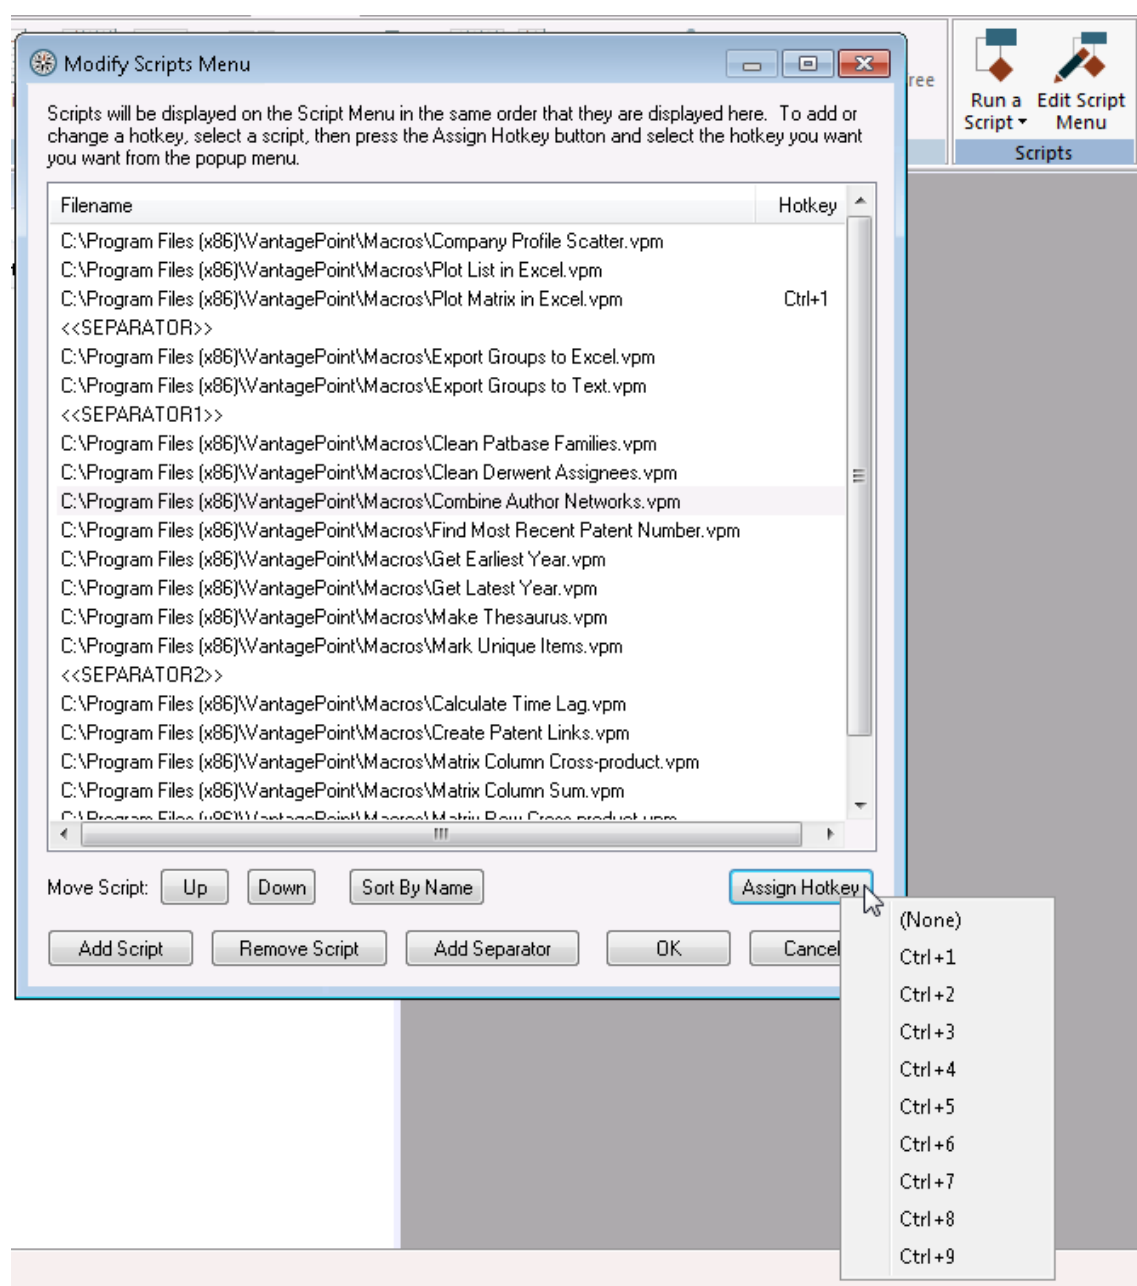 Modify Scripts Menu
ree
Run a Script
Edit Script Menu
Scripts
Scripts will be displayed on the Script Menu in the same order that they are displayed here. To add or
change a hotkey, select a script, then press the Assign Hotkey button and select the hotkey you want
you want from the popup menu.
Filename Hotkey
C:\Program Files (x86)\VantagePoint\Macros\Company Profile Scatter.vpm
C:\Program Files (x86)\VantagePoint\Macros\Plot List in Excel.vpm
C:\Program Files (x86)\VantagePoint\Macros\Plot Matrix in Excel.vpm Ctrl+1
<<SEPARATOR>>
C:\Program Files (x86)\VantagePoint\Macros\Export Groups to Excel.vpm
C:\Program Files (x86)\VantagePoint\Macros\Export Groups to Text.vpm
<<SEPARATOR1>>
C:\Program Files (x86)\VantagePoint\Macros\Clean Patbase Families.vpm
C:\Program Files (x86)\VantagePoint\Macros\Clean Derwent Assignees.vpm
C:\Program Files (x86)\VantagePoint\Macros\Combine Author Networks.vpm
C:\Program Files (x86)\VantagePoint\Macros\Find Most Recent Patent Number.vpm
C:\Program Files (x86)\VantagePoint\Macros\Get Earliest Year.vpm
C:\Program Files (x86)\VantagePoint\Macros\Get Latest Year.vpm
C:\Program Files (x86)\VantagePoint\Macros\Make Thesaurus.vpm
C:\Program Files (x86)\VantagePoint\Macros\Mark Unique Items.vpm
<<SEPARATOR2>>
C:\Program Files (x86)\VantagePoint\Macros\Calculate Time Lag.vpm
C:\Program Files (x86)\VantagePoint\Macros\Create Patent Links.vpm
C:\Program Files (x86)\VantagePoint\Macros\Matrix Column Cross-product.vpm
C:\Program Files (x86)\VantagePoint\Macros\Matrix Column Sum.vpm
C:\Program Files (x86)\VantagePoint\Macros\Matrix Row Cross-product.vpm
Move Script: Up Down Sort By Name Assign Hotkey
Add Script Remove Script Add Separator OK Cancel
(None)
Ctrl+1
Ctrl+2
Ctrl+3
Ctrl+4
Ctrl+5
Ctrl+6
Ctrl+7
Ctrl+8
Ctrl+9